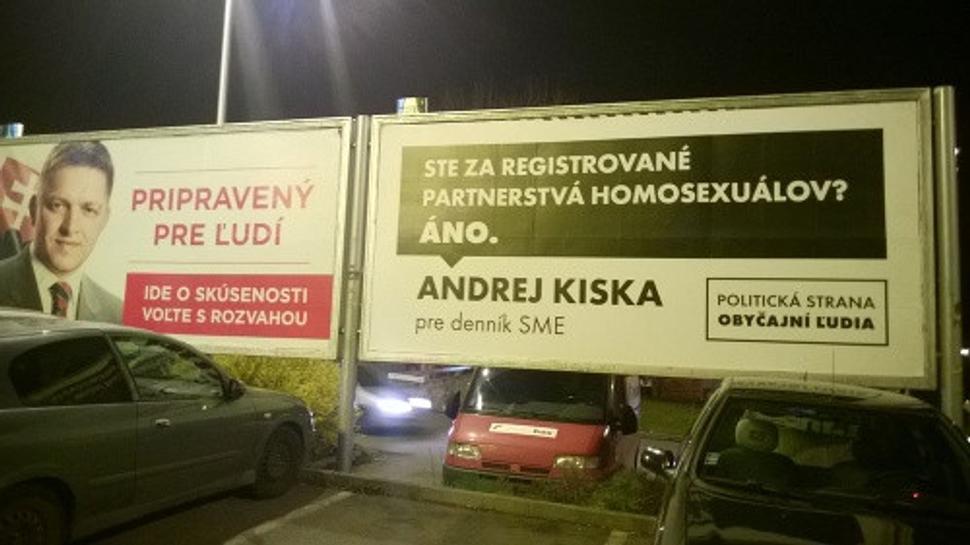 PRIPRAVENÝ
PRE ĽUDÍ
IDE O SKÚSENOSTI
VOĽTE S ROZVAHOU
STE ZA REGISTROVANÉ
PARTNERSTVÁ HOMOSEXUÁLOV?
ÁNO.
ANDREJ KISKA
pre denník SME
POLITICKÁ STRANA
OBYČAJNÍ ĽUDIA